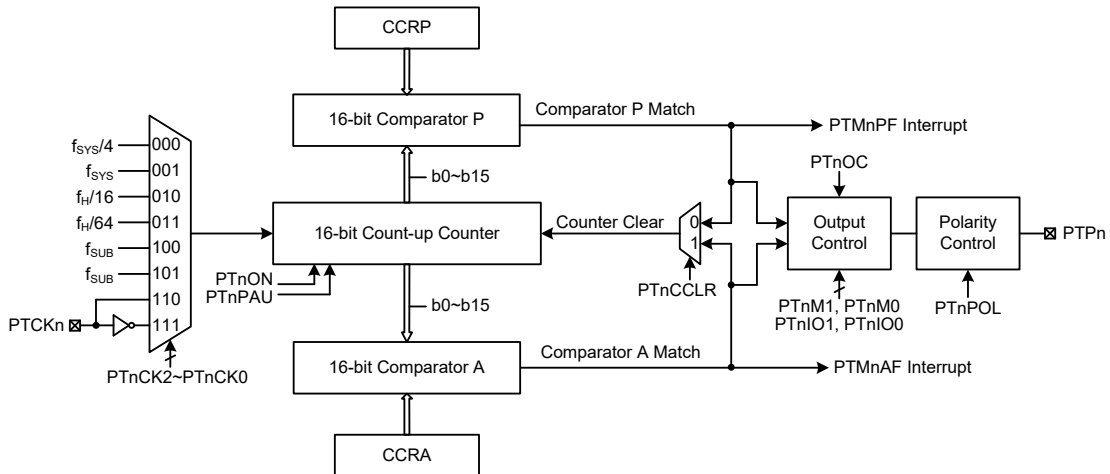 CCRP
16-bit Comparator P
Comparator P Match
PTMnPF Interrupt
b0~b15
fSYS/4
fSYS
fH/16
fH/64
fSUB
fSUB
000
001
010
011
100
101
110
111
PTCKn
PTnCK2~PTnCK0
16-bit Count-up Counter
PTnON
PTnPAU
Counter Clear
0
1
PTnCCLR
PTnOC
Output
Control
PTnM1, PTnM0
PTnIO1, PTnIO0
Polarity
Control
PTnPOL
PTPn
b0~b15
16-bit Comparator A
Comparator A Match
PTMnAF Interrupt
CCRA